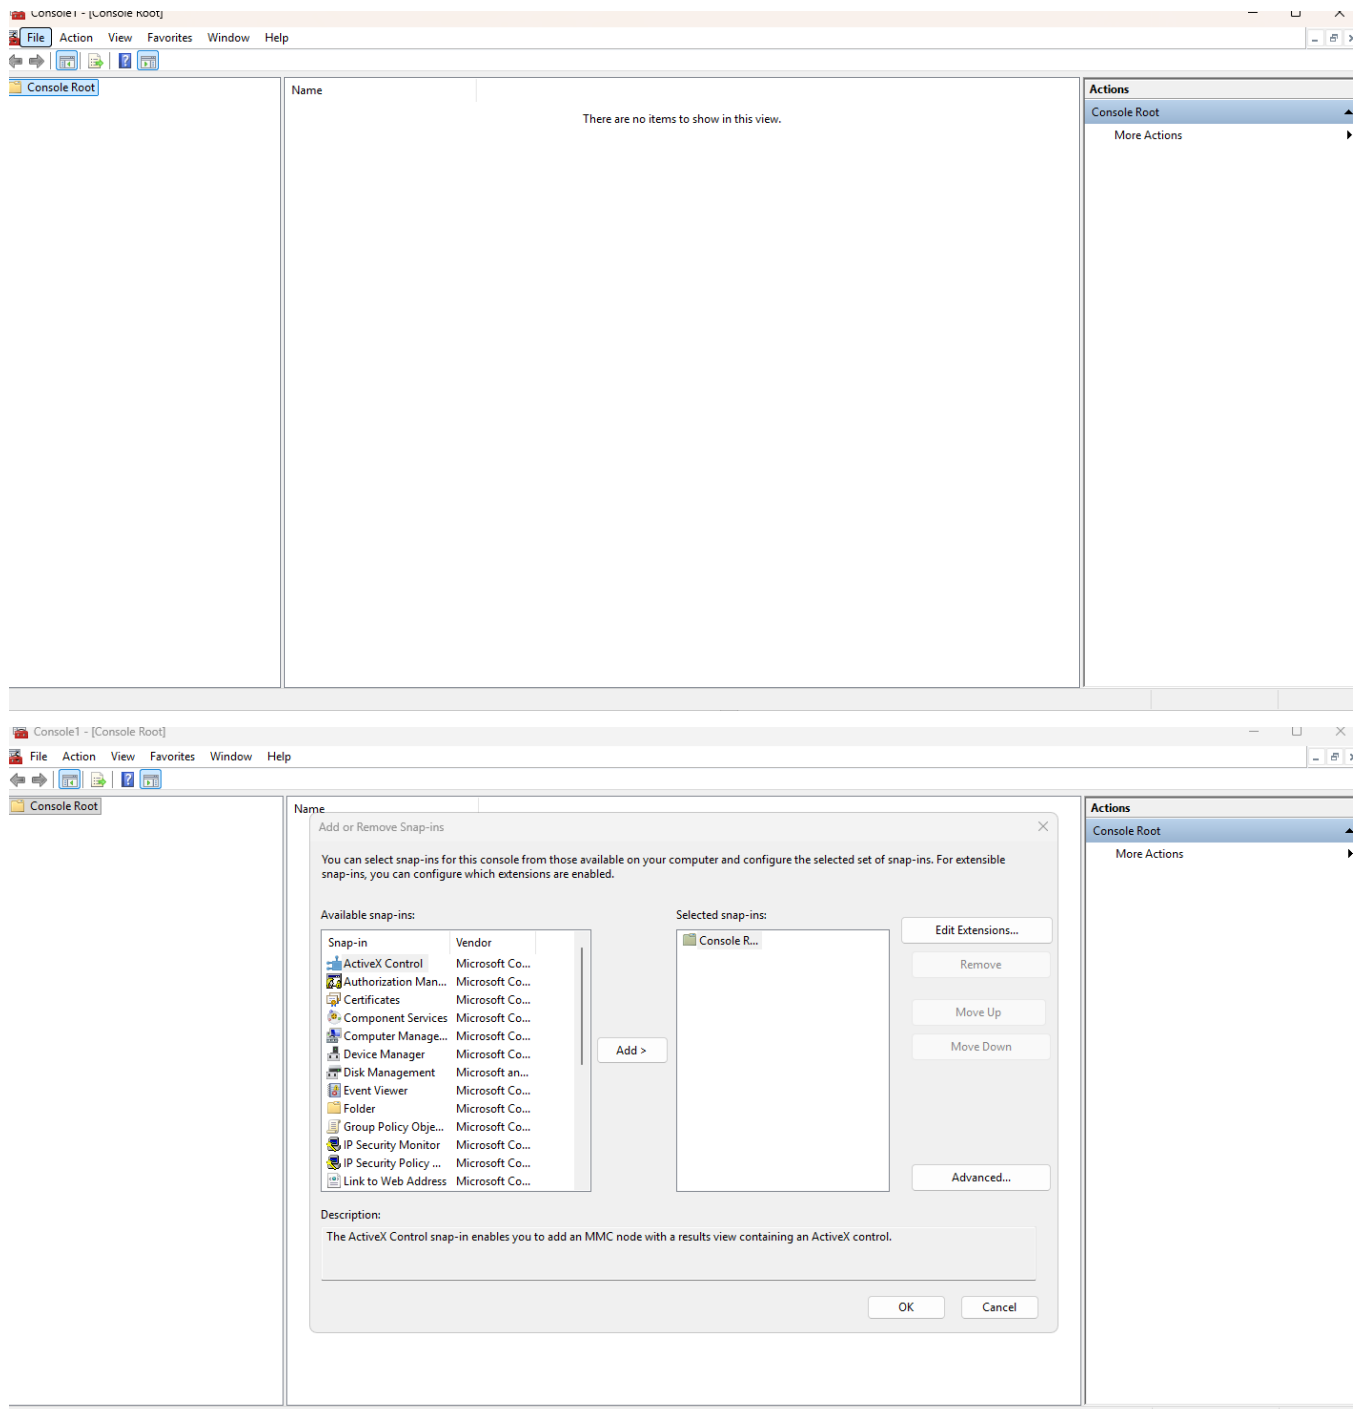 Console1 - [Console Root]
File Action View Favorites Window Help
Console Root
Name
There are no items to show in this view.
Actions
Console Root
More Actions
Console1 - [Console Root]
File Action View Favorites Window Help
Console Root
Name
Actions
Console Root
More Actions
Add or Remove Snap-ins
You can select snap-ins for this console from those available on your computer and configure the selected set of snap-ins. For extensible
snap-ins, you can configure which extensions are enabled.
Available snap-ins:
Snap-in Vendor
ActiveX Control Microsoft Co...
Authorization Man... Microsoft Co...
Certificates Microsoft Co...
Component Services Microsoft Co...
Computer Manage... Microsoft Co...
Device Manager Microsoft Co...
Disk Management Microsoft an...
Event Viewer Microsoft Co...
Folder Microsoft Co...
Group Policy Obje... Microsoft Co...
IP Security Monitor Microsoft Co...
IP Security Policy ... Microsoft Co...
Link to Web Address Microsoft Co...
Add >
Selected snap-ins:
Console R...
Edit Extensions...
Remove
Move Up
Move Down
Advanced...
Description:
The ActiveX Control snap-in enables you to add an MMC node with a results view containing an ActiveX control.
OK Cancel